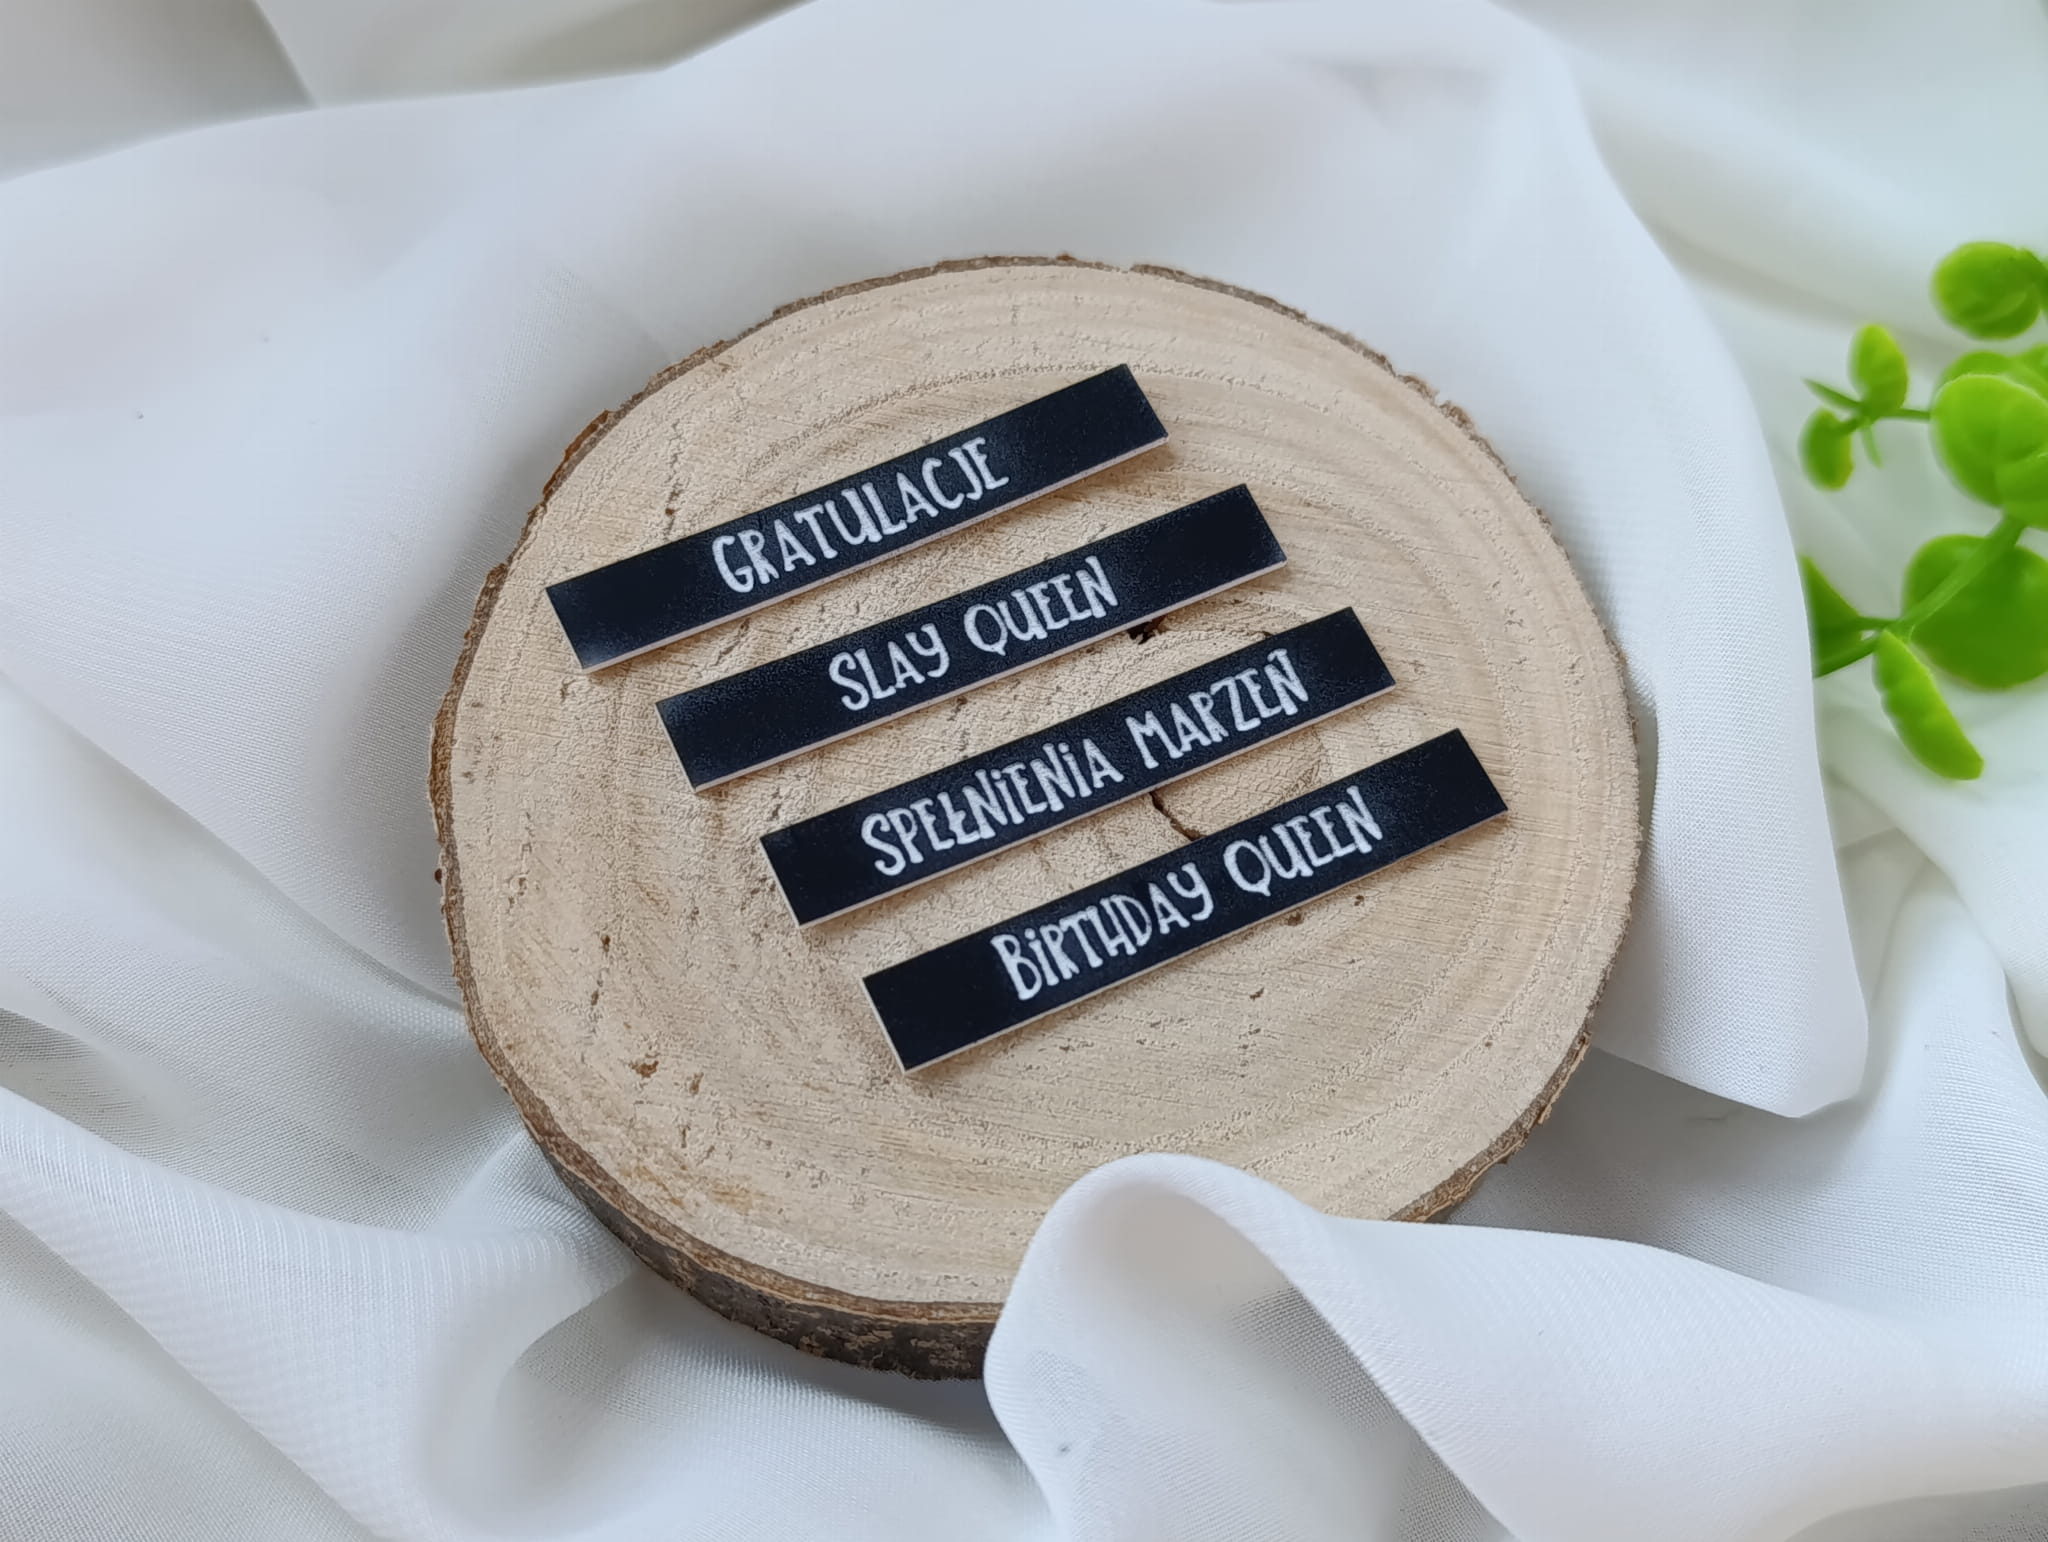 GRATULACJE
SLAY QUEEN
SPEŁNIENIA MARZEŃ
BIRTHDAY QUEEN